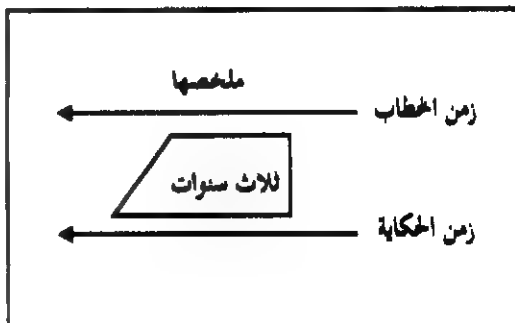 ملخصها
زمن الخطاب
ثلاث سنوات
زمن الحكاية